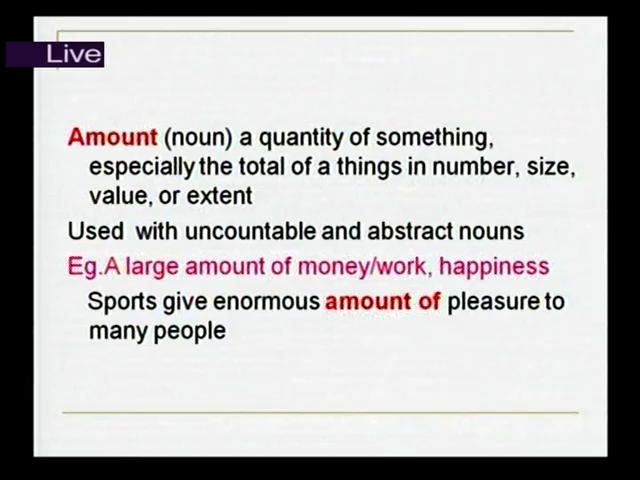 Live
Amount (noun) a quantity of something,
especially the total of a things in number, size,
value, or extent
Used with uncountable and abstract nouns
Eg.A large amount of money/work, happiness
Sports give enormous amount of pleasure to
many people